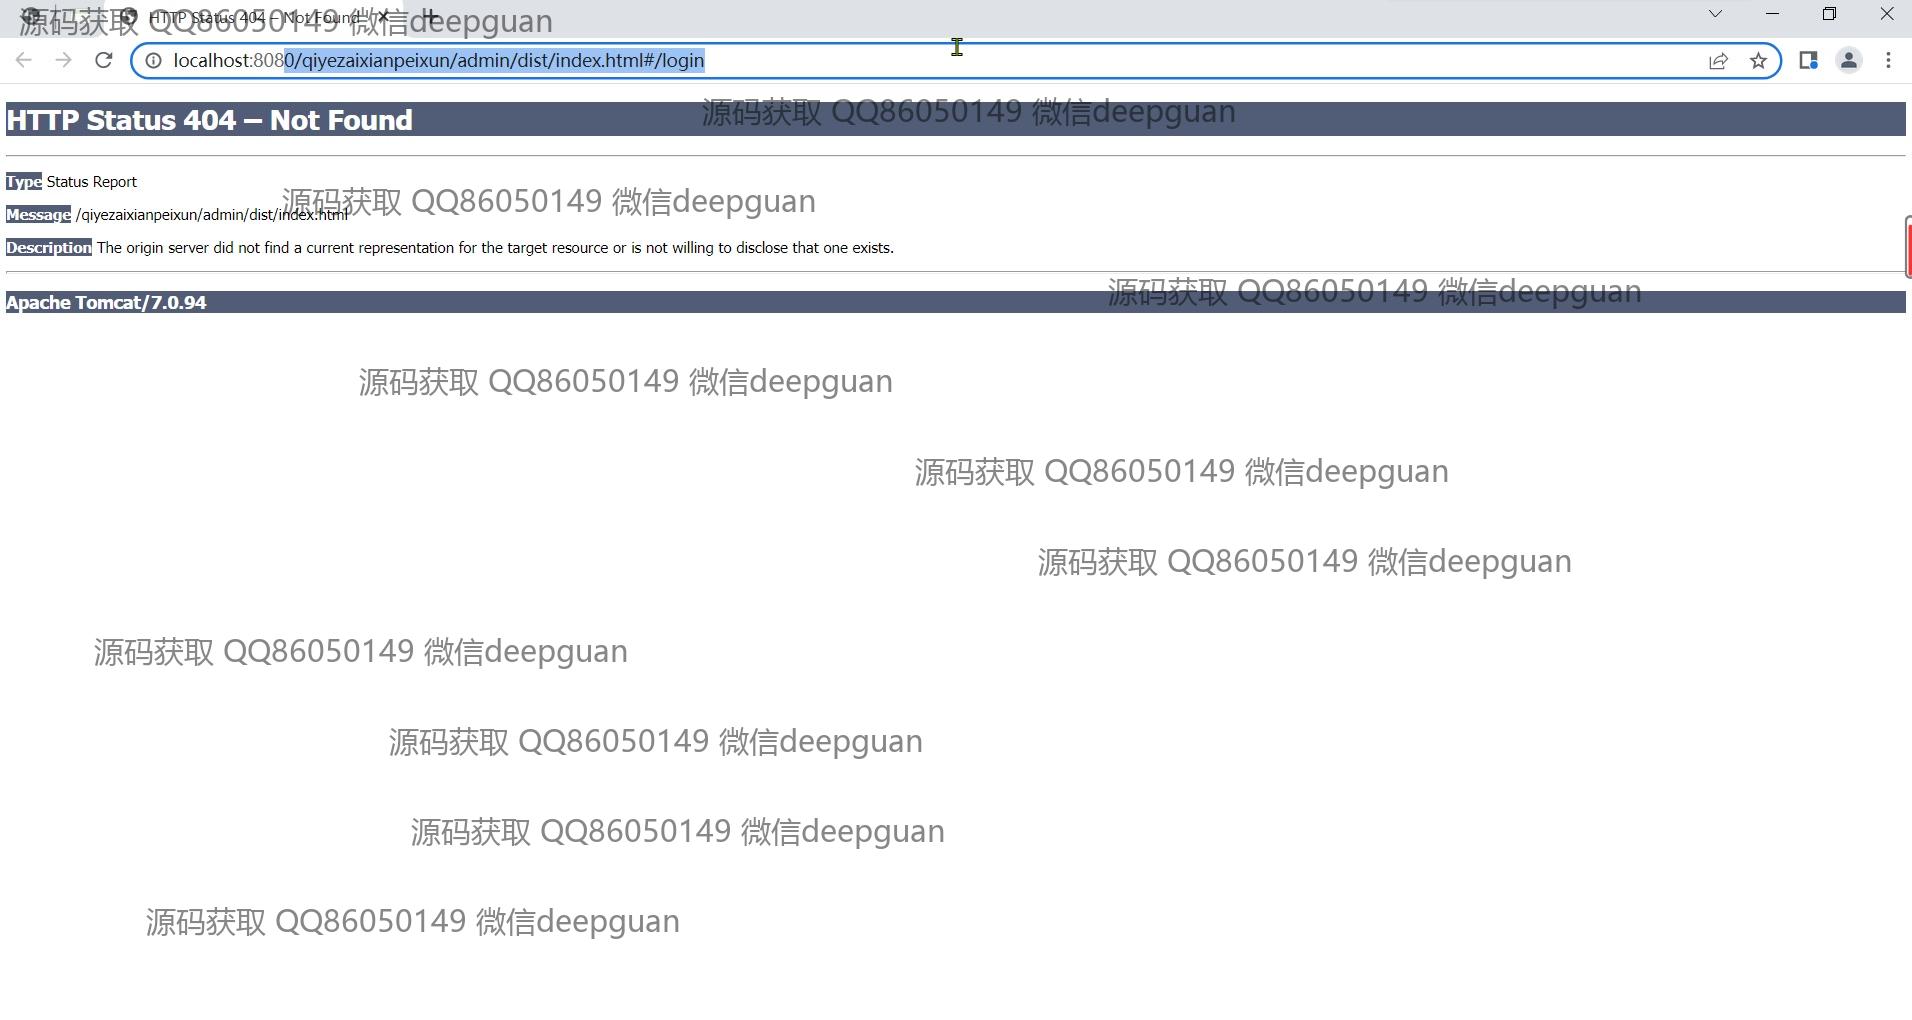 HTTP Status 404 – Not Found
源码获取 QQ86050149 微信deepguan
localhost:8080/qiyezaixianpeixun/admin/dist/index.html#/login
源码获取 QQ86050149 微信deepguan
HTTP Status 404 – Not Found
Type Status Report
源码获取 QQ86050149 微信deepguan
Message /qiyezaixianpeixun/admin/dist/index.html
Description The origin server did not find a current representation for the target resource or is not willing to disclose that one exists.
源码获取 QQ86050149 微信deepguan
Apache Tomcat/7.0.94
源码获取 QQ86050149 微信deepguan
源码获取 QQ86050149 微信deepguan
源码获取 QQ86050149 微信deepguan
源码获取 QQ86050149 微信deepguan
源码获取 QQ86050149 微信deepguan
源码获取 QQ86050149 微信deepguan
源码获取 QQ86050149 微信deepguan